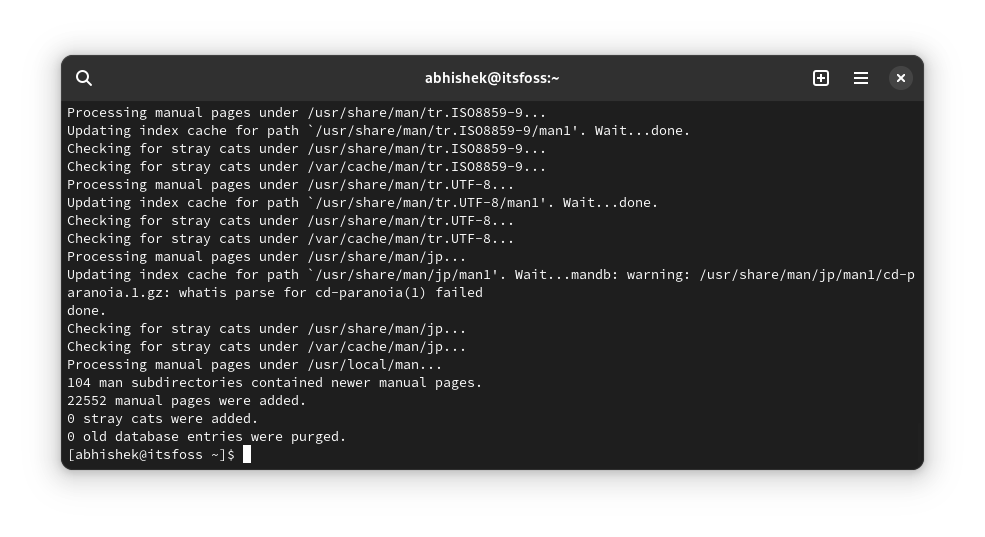 abhishek@itsfoss:~
Processing manual pages under /usr/share/man/tr.ISO8859-9...
Updating index cache for path `/usr/share/man/tr.ISO8859-9/man1'. Wait...done.
Checking for stray cats under /usr/share/man/tr.ISO8859-9...
Checking for stray cats under /var/cache/man/tr.ISO8859-9...
Processing manual pages under /usr/share/man/tr.UTF-8...
Updating index cache for path `/usr/share/man/tr.UTF-8/man1'. Wait...done.
Checking for stray cats under /usr/share/man/tr.UTF-8...
Checking for stray cats under /var/cache/man/tr.UTF-8...
Processing manual pages under /usr/share/man/jp...
Updating index cache for path `/usr/share/man/jp/man1'. Wait...mandb: warning: /usr/share/man/jp/man1/cd-p
aranoia.1.gz: whatis parse for cd-paranoia(1) failed
done.
Checking for stray cats under /usr/share/man/jp...
Checking for stray cats under /var/cache/man/jp...
Processing manual pages under /usr/local/man...
104 man subdirectories contained newer manual pages.
22552 manual pages were added.
0 stray cats were added.
0 old database entries were purged.
[abhishek@itsfoss ~]$